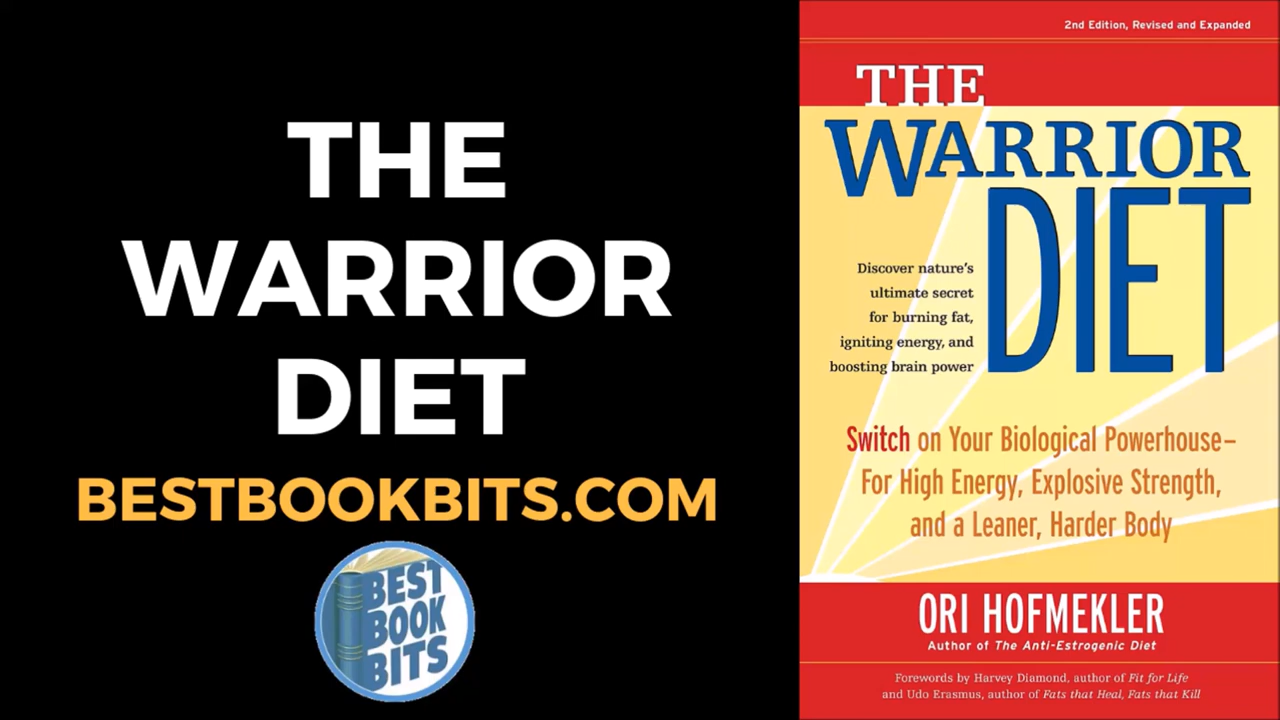 THE
WARRIOR
DIET
BESTBOOKBITS.COM
BEST
BOOK
BITS
2nd Edition, Revised and Expanded
THE
WARRIOR
DIET
Discover nature's
ultimate secret
for burning fat,
igniting energy, and
boosting brain power
Switch on Your Biological Powerhouse–
For High Energy, Explosive Strength,
and a Leaner, Harder Body
ORI HOFMEKLER
Author of The Anti-Estrogenic Diet
Forewords by Harvey Diamond, author of Fit for Life
and Udo Erasmus, author of Fats that Heal, Fats that Kill